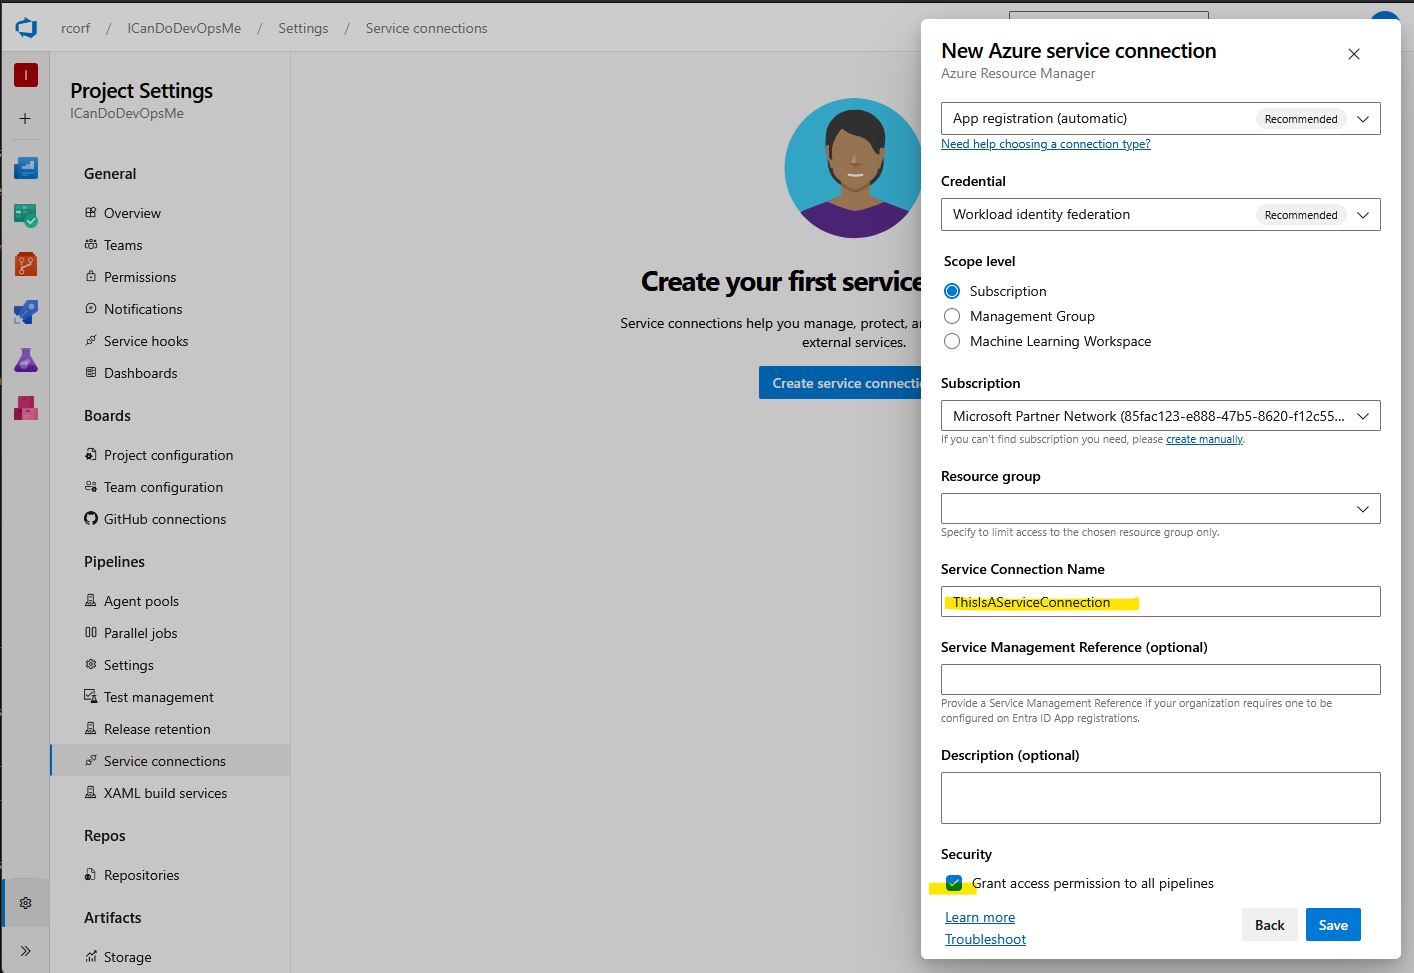 rcorf / ICanDoDevOpsMe / Settings / Service connections
I
Project Settings
ICanDoDevOpsMe
General
Overview
Teams
Permissions
Notifications
Service hooks
Dashboards
Boards
Project configuration
Team configuration
GitHub connections
Pipelines
Agent pools
Parallel jobs
Settings
Test management
Release retention
Service connections
XAML build services
Repos
Repositories
Artifacts
Storage
Create your first service
Service connections help you manage, protect,
external services.
Create service
New Azure service connection
Azure Resource Manager
App registration (automatic) Recommended
Need help choosing a connection type?
Credential
Workload identity federation Recommended
Scope level
Subscription
Management Group
Machine Learning Workspace
Subscription
Microsoft Partner Network (85fac123-e888-47b5-8620-f12c55...
If you can't find subscription you need, please create manually.
Resource group
Specify to limit access to the chosen resource group only.
Service Connection Name
ThisIsAServiceConnection
Service Management Reference (optional)
Provide a Service Management Reference if your organization requires one to be
configured on Entra ID App registrations.
Description (optional)
Security
Grant access permission to all pipelines
Learn more
Troubleshoot
Back
Save